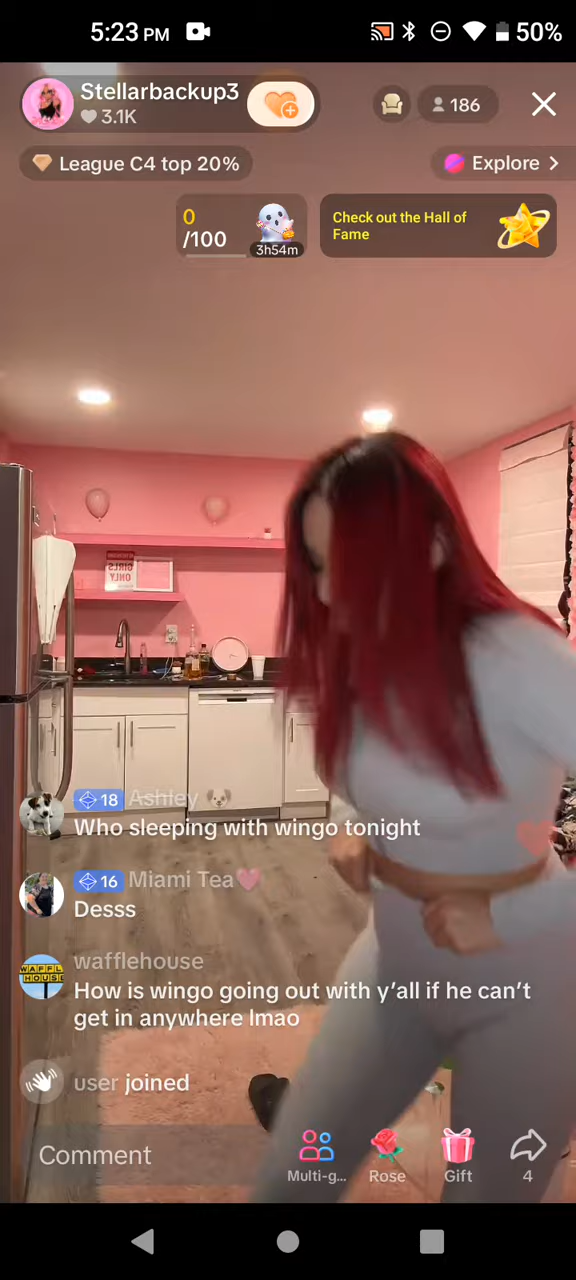 5:23 PM
50%
Stellarbackup3
3.1K
186
League C4 top 20%
Explore >
0
/100
3h54m
Check out the Hall of
Fame
GIRLS
ONLY
18 Ashley
Who sleeping with wingo tonight
16 Miami Tea
Desss
WAFFLE
HOUSE
wafflehouse
How is wingo going out with y’all if he can’t
get in anywhere lmao
user joined
Comment
Multi-g...
Rose
Gift
4